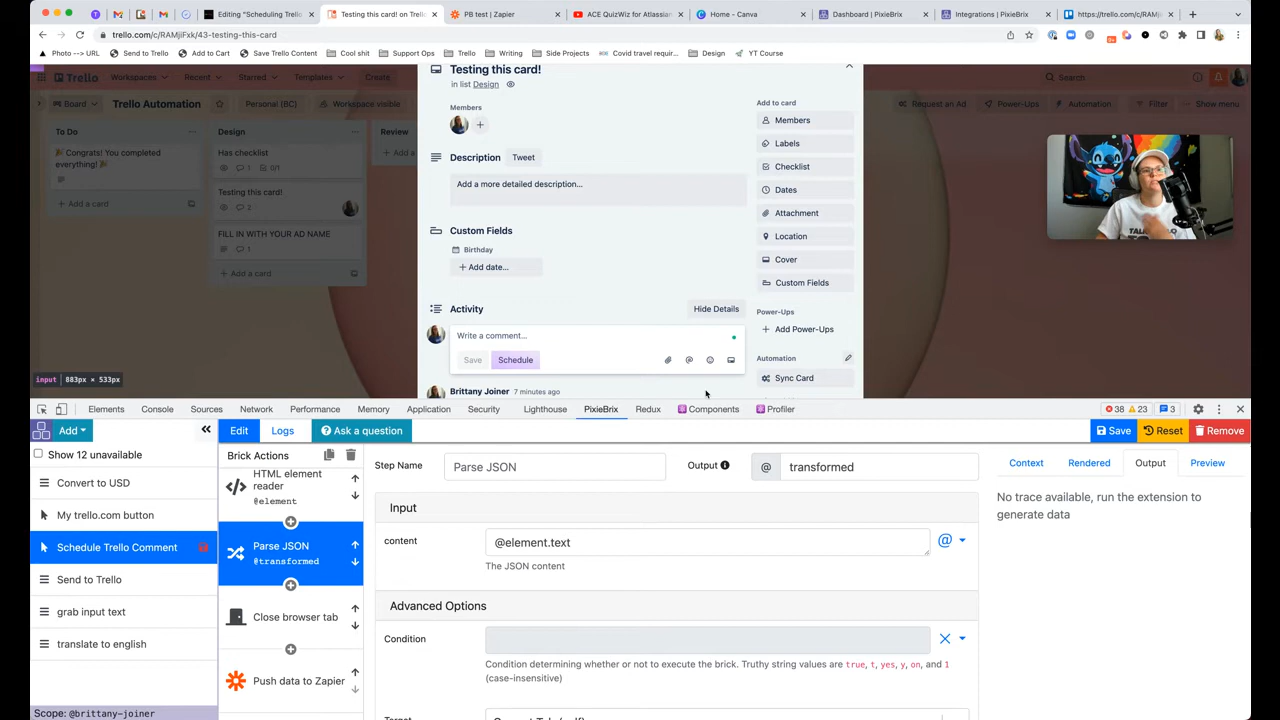 Editing "Scheduling Trello
Testing this card! on Trello
PB test | Zapier
ACE QuizWiz for Atlassian
Home - Canva
Dashboard | PixieBrix
Integrations | PixieBrix
https://trello.com/c/RAMji
trello.com/c/RAMjiFxk/43-testing-this-card
Photo --> URL
Send to Trello
Add to Cart
Save Trello Content
Cool shit
Support Ops
Trello
Writing
Side Projects
Covid travel requir...
Design
YT Course
Trello
Workspaces
Recent
Starred
Templates
Create
Search
Board
Trello Automation
Personal (BC)
Workspace visible
Request an Ad
Power-Ups
Automation
Filter
Show menu
To Do
🎉 Congrats! You completed
everything! 🎉
+ Add a card
Design
Has checklist
1
0/1
Testing this card!
2
FILL IN WITH YOUR AD NAME
1
+ Add a card
Review
+ Add a
Testing this card!
in list Design
Members
Description
Tweet
Add a more detailed description...
Custom Fields
Birthday
+ Add date...
Activity
Hide Details
Write a comment...
Save
Schedule
Brittany Joiner 7 minutes ago
Add to card
Members
Labels
Checklist
Dates
Attachment
Location
Cover
Custom Fields
Power-Ups
+ Add Power-Ups
Automation
Sync Card
input | 883px × 533px
Elements
Console
Sources
Network
Performance
Memory
Application
Security
Lighthouse
PixieBrix
Redux
Components
Profiler
38
23
3
Add
Edit
Logs
Ask a question
Save
Reset
Remove
Show 12 unavailable
Convert to USD
My trello.com button
Schedule Trello Comment
Send to Trello
grab input text
translate to english
Scope: @brittany-joiner
Brick Actions
HTML element
reader
@element
Parse JSON
@transformed
Close browser tab
Push data to Zapier
Step Name
Parse JSON
Output
@
transformed
Input
content
@element.text
@
The JSON content
Advanced Options
Condition
Condition determining whether or not to execute the brick. Truthy string values are true, t, yes, y, on, and 1
(case-insensitive)
Context
Rendered
Output
Preview
No trace available, run the extension to
generate data